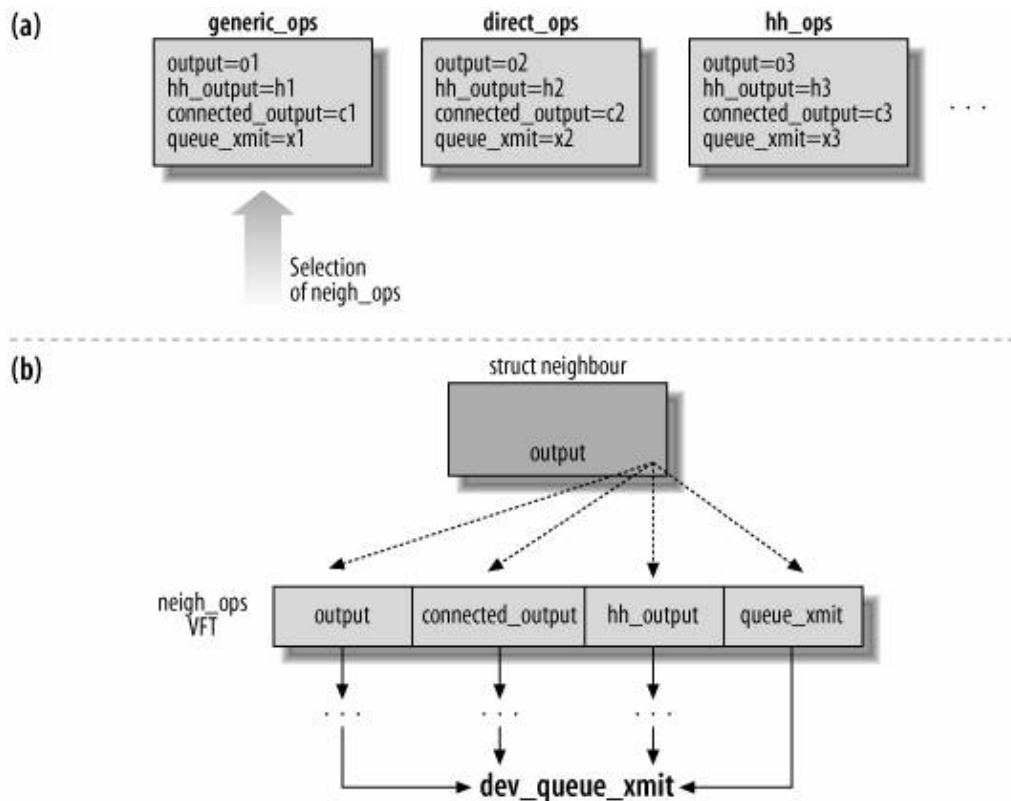 (a)
generic_ops
output=o1
hh_output=h1
connected_output=c1
queue_xmit=x1
direct_ops
output=o2
hh_output=h2
connected_output=c2
queue_xmit=x2
hh_ops
output=o3
hh_output=h3
connected_output=c3
queue_xmit=x3
. . .
Selection
of neigh_ops
(b)
struct neighbour
output
neigh_ops
VFT
output
connected_output
hh_output
queue_xmit
. . .
. . .
. . .
dev_queue_xmit